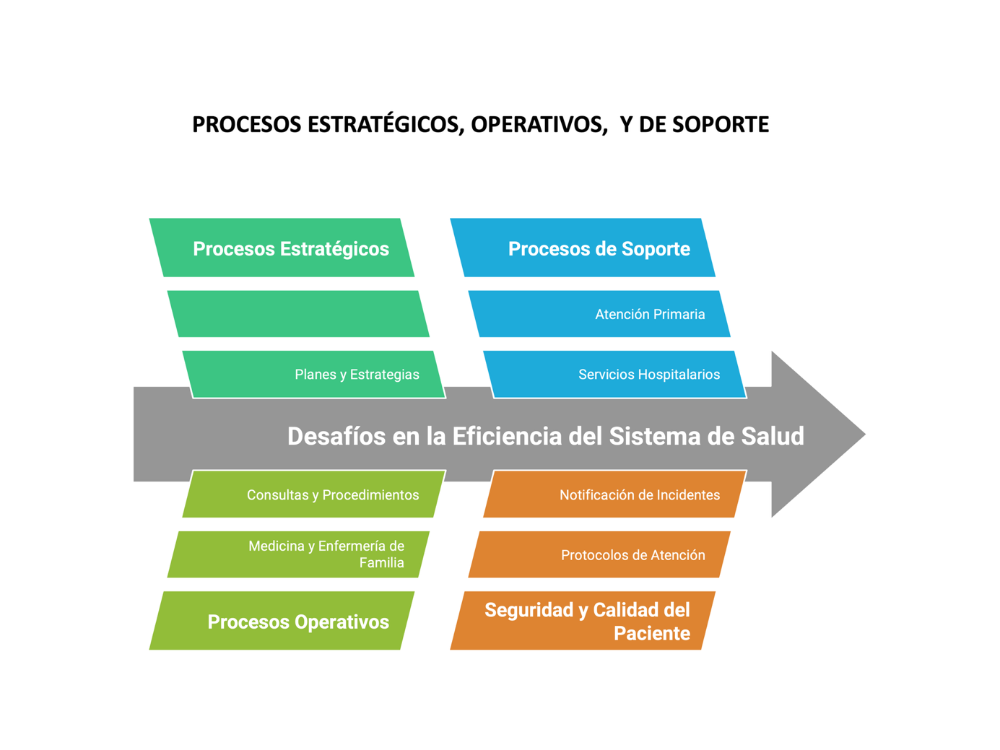 PROCESOS ESTRATÉGICOS, OPERATIVOS,  Y DE SOPORTE
Procesos Estratégicos
Planes y Estrategias
Procesos de Soporte
Atención Primaria
Servicios Hospitalarios
Desafíos en la Eficiencia del Sistema de Salud
Consultas y Procedimientos
Medicina y Enfermería de
Familia
Procesos Operativos
Notificación de Incidentes
Protocolos de Atención
Seguridad y Calidad del
Paciente